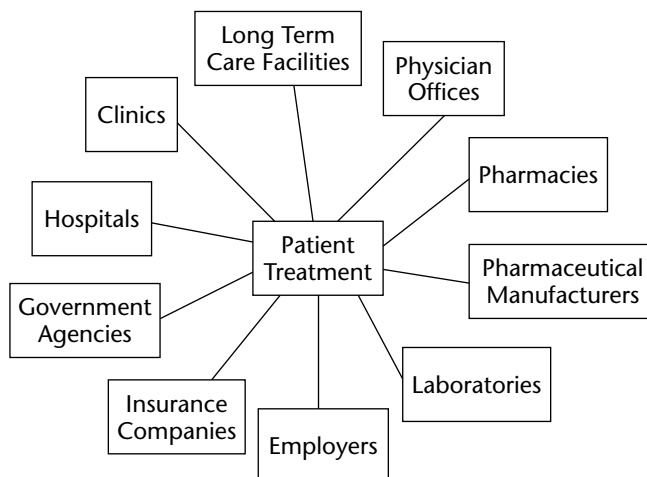 Long Term
Care Facilities
Physician
Offices
Clinics
Pharmacies
Hospitals
Patient
Treatment
Pharmaceutical
Manufacturers
Government
Agencies
Laboratories
Insurance
Companies
Employers